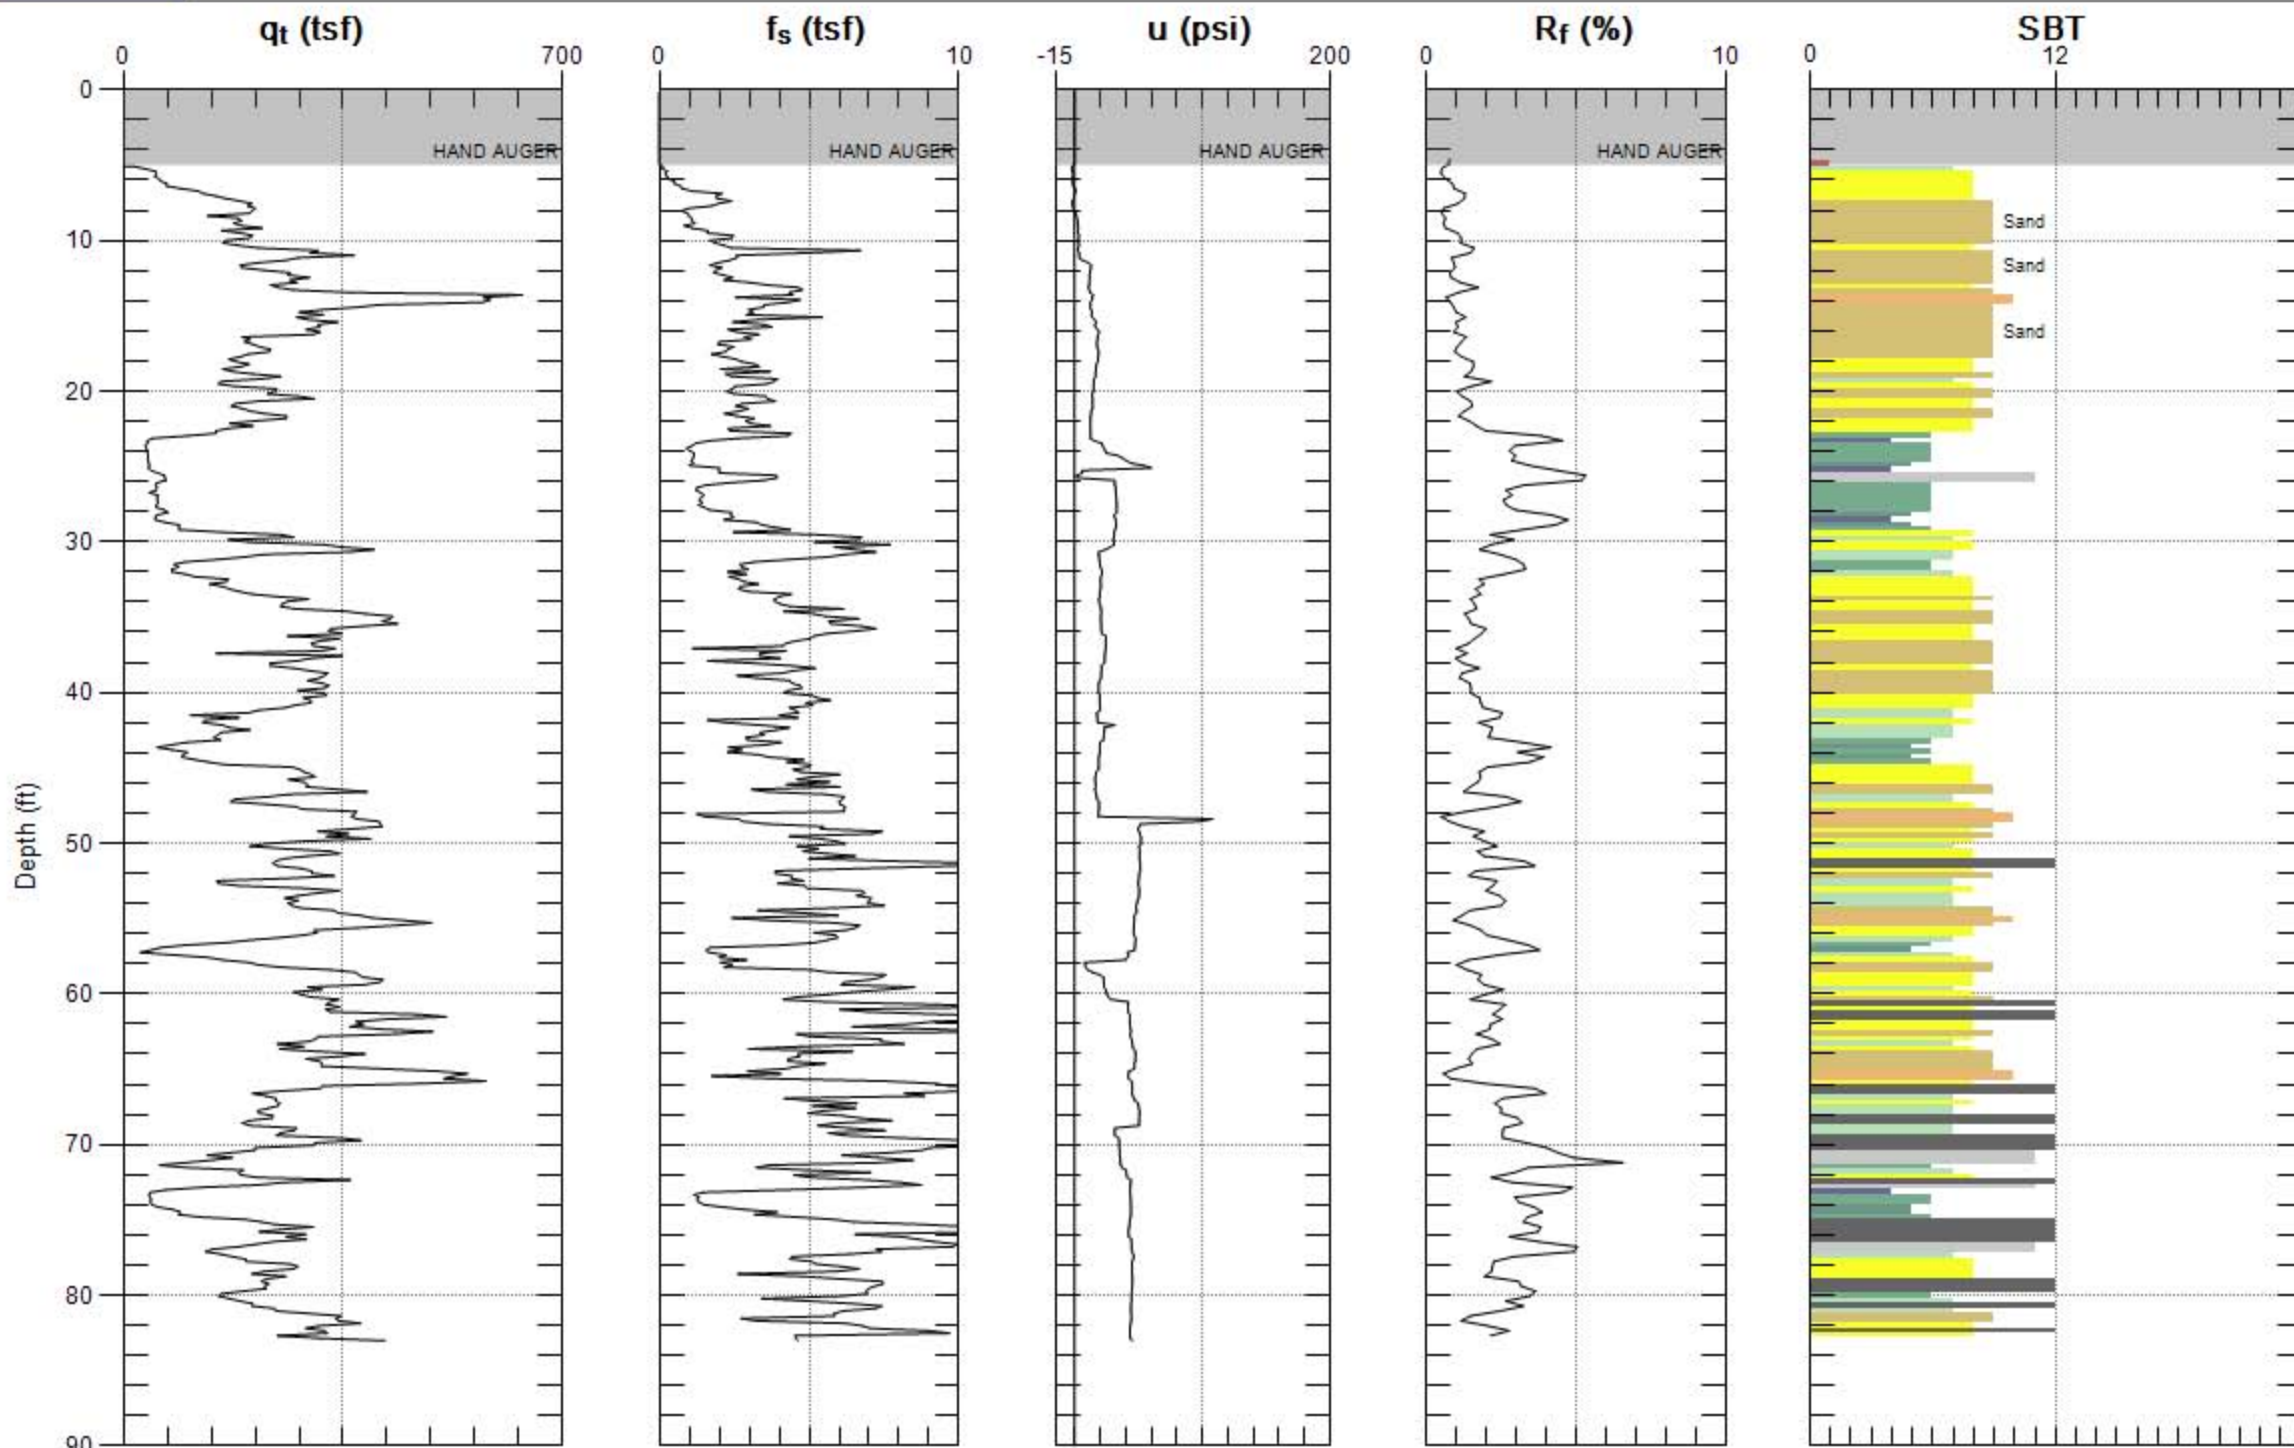 qt (tsf) fs (tsf) u (psi) Rf (%) SBT
0 700 0 10 -15 200 0 10 0 12
0
HAND AUGER HAND AUGER HAND AUGER HAND AUGER
Sand
10
Sand
Sand
20
30
40
Depth (ft)
50
60
70
80
90